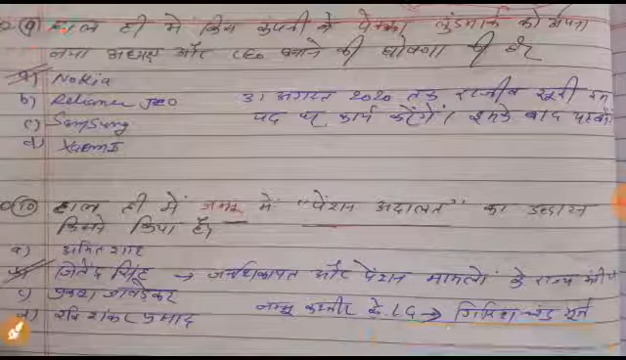 Q(9) हाल ही में किस कंपनी ने पेक्का लुंडमार्क को अपना
नया अध्यक्ष और CEO बनाने की घोषणा की है?
a) Nokia
b) Reliance JEO 31 अगस्त 2020 तक राजीव सूरी इस
c) Samsung पद पर कार्य करेंगे। इसके बाद
d) Xaomi
Q(10) हाल ही में जम्मू में "पेंशन अदालत" का उद्घाटन
किसने किया है?
a) अमित शाह
b) जितेंद्र सिंह → जनशिकायत और पेंशन मामलों के राज्य
c) प्रकाश जावड़ेकर
d) रवि शंकर प्रसाद जम्मू कश्मीर के LG → गिरिश चंद्र मुर्मू